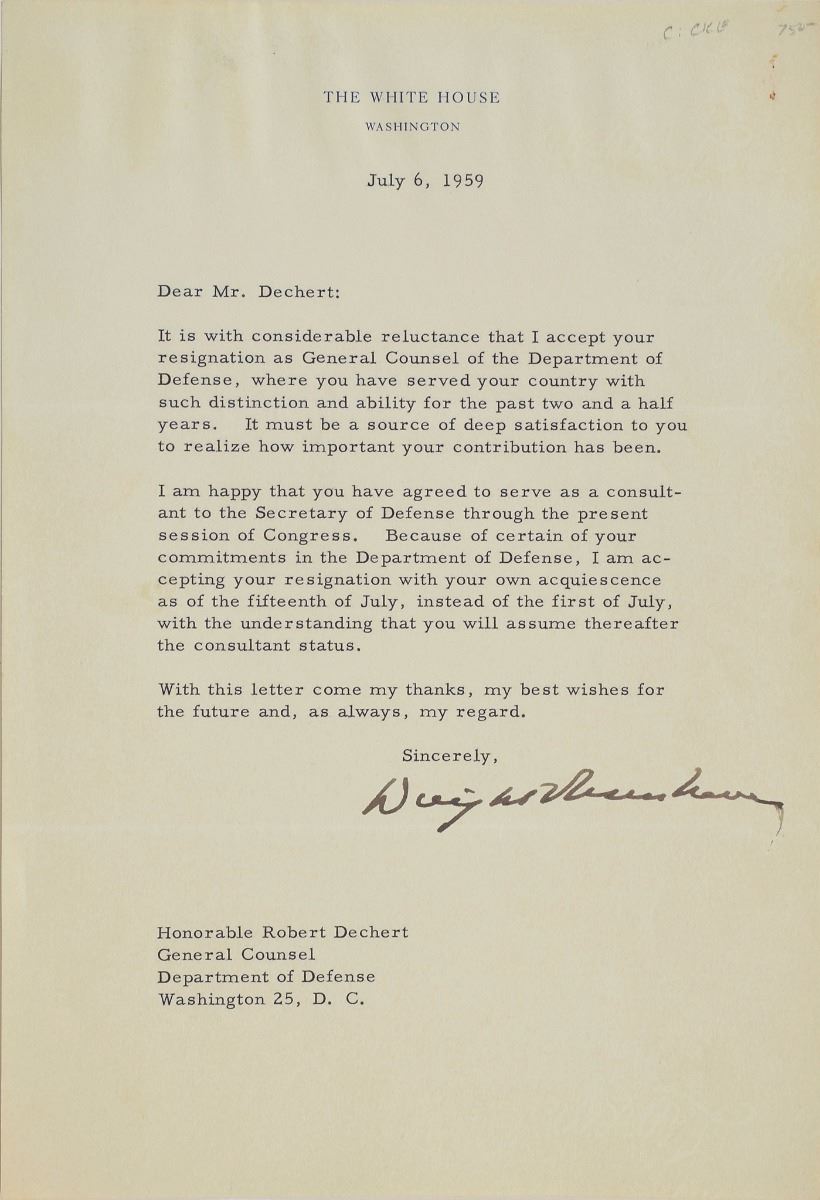 THE WHITE HOUSE
WASHINGTON
July 6, 1959
Dear Mr. Dechert:
It is with considerable reluctance that I accept your
resignation as General Counsel of the Department of
Defense, where you have served your country with
such distinction and ability for the past two and a half
years. It must be a source of deep satisfaction to you
to realize how important your contribution has been.
I am happy that you have agreed to serve as a consult-
ant to the Secretary of Defense through the present
session of Congress. Because of certain of your
commitments in the Department of Defense, I am ac-
cepting your resignation with your own acquiescence
as of the fifteenth of July, instead of the first of July,
with the understanding that you will assume thereafter
the consultant status.
With this letter come my thanks, my best wishes for
the future and, as always, my regard.
Sincerely,
Dwight D Eisenhower
Honorable Robert Dechert
General Counsel
Department of Defense
Washington 25, D. C.